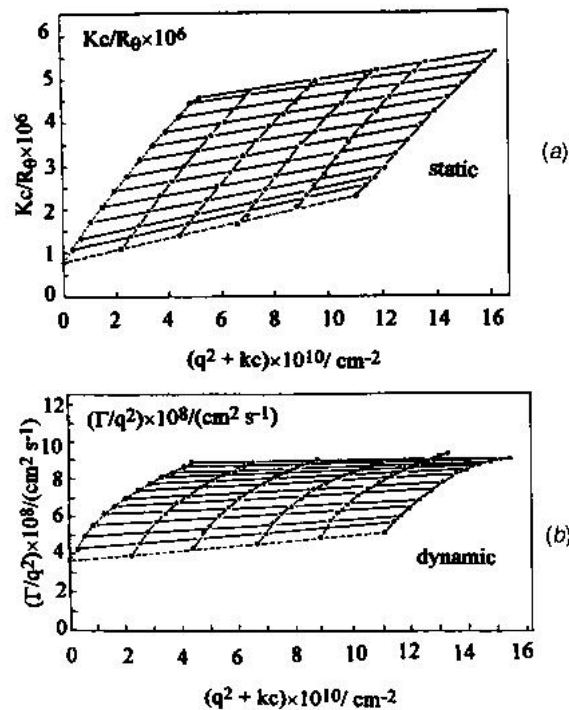 Kc/Rθ×10⁶
6
5
4
3
2
1
0
Kc/Rθ×10⁶
static
(a)
0 2 4 6 8 10 12 14 16
(q² + kc)×10¹⁰/ cm⁻²
(Γ/q²)×10⁸/(cm² s⁻¹)
12
10
8
6
4
2
0
(Γ/q²)×10⁸/(cm² s⁻¹)
dynamic
(b)
0 2 4 6 8 10 12 14 16
(q² + kc)×10¹⁰/ cm⁻²